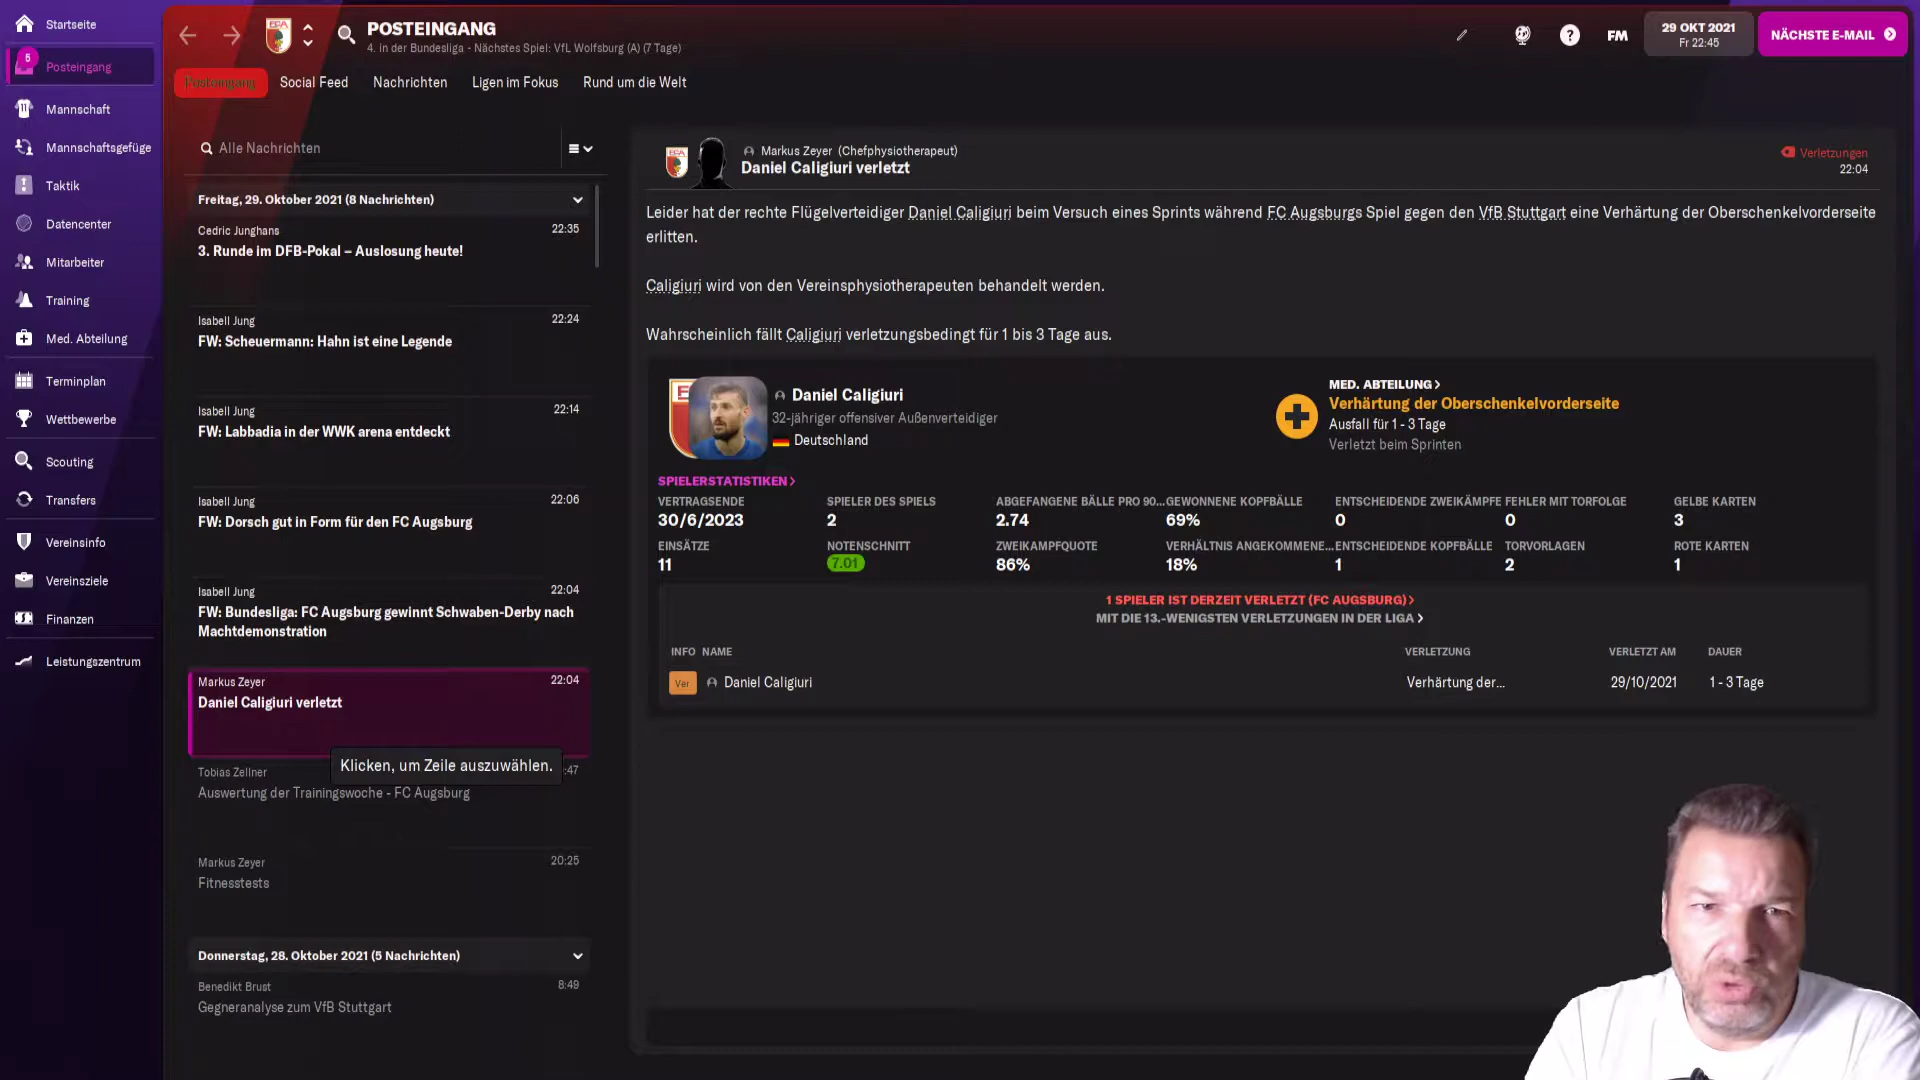 Startseite
5
Posteingang
Mannschaft
Mannschaftsgefüge
Taktik
Datencenter
Mitarbeiter
Training
Med. Abteilung
Terminplan
Wettbewerbe
Scouting
Transfers
Vereinsinfo
Vereinsziele
Finanzen
Leistungszentrum
POSTEINGANG
4. in der Bundesliga - Nächstes Spiel: VfL Wolfsburg (A) (7 Tage)
FM
29 OKT 2021
Fr 22:45
NÄCHSTE E-MAIL
Posteingang
Social Feed
Nachrichten
Ligen im Fokus
Rund um die Welt
Alle Nachrichten
Freitag, 29. Oktober 2021 (8 Nachrichten)
Cedric Junghans 22:35
3. Runde im DFB-Pokal – Auslosung heute!
Isabell Jung 22:24
FW: Scheuermann: Hahn ist eine Legende
Isabell Jung 22:14
FW: Labbadia in der WWK arena entdeckt
Isabell Jung 22:06
FW: Dorsch gut in Form für den FC Augsburg
Isabell Jung 22:04
FW: Bundesliga: FC Augsburg gewinnt Schwaben-Derby nach
Machtdemonstration
Markus Zeyer 22:04
Daniel Caligiuri verletzt
Klicken, um Zeile auszuwählen.
Tobias Zellner :47
Auswertung der Trainingswoche - FC Augsburg
Markus Zeyer 20:25
Fitnesstests
Donnerstag, 28. Oktober 2021 (5 Nachrichten)
Benedikt Brust 8:49
Gegneranalyse zum VfB Stuttgart
Markus Zeyer (Chefphysiotherapeut)
Daniel Caligiuri verletzt
Verletzungen
22:04
Leider hat der rechte Flügelverteidiger Daniel Caligiuri beim Versuch eines Sprints während FC Augsburgs Spiel gegen den VfB Stuttgart eine Verhärtung der Oberschenkelvorderseite
erlitten.
Caligiuri wird von den Vereinsphysiotherapeuten behandelt werden.
Wahrscheinlich fällt Caligiuri verletzungsbedingt für 1 bis 3 Tage aus.
Daniel Caligiuri
32-jähriger offensiver Außenverteidiger
Deutschland
MED. ABTEILUNG >
Verhärtung der Oberschenkelvorderseite
Ausfall für 1 - 3 Tage
Verletzt beim Sprinten
SPIELERSTATISTIKEN >
VERTRAGSENDE SPIELER DES SPIELS ABGEFANGENE BÄLLE PRO 90... GEWONNENE KOPFBÄLLE ENTSCHEIDENDE ZWEIKÄMPFE FEHLER MIT TORFOLGE GELBE KARTEN
30/6/2023 2 2.74 69% 0 0 3
EINSÄTZE NOTENSCHNITT ZWEIKAMPFQUOTE VERHÄLTNIS ANGEKOMMENE... ENTSCHEIDENDE KOPFBÄLLE TORVORLAGEN ROTE KARTEN
11 7.01 86% 18% 1 2 1
1 SPIELER IST DERZEIT VERLETZT (FC AUGSBURG) >
MIT DIE 13.-WENIGSTEN VERLETZUNGEN IN DER LIGA >
INFO NAME VERLETZUNG VERLETZT AM DAUER
Ver Daniel Caligiuri Verhärtung der... 29/10/2021 1 - 3 Tage